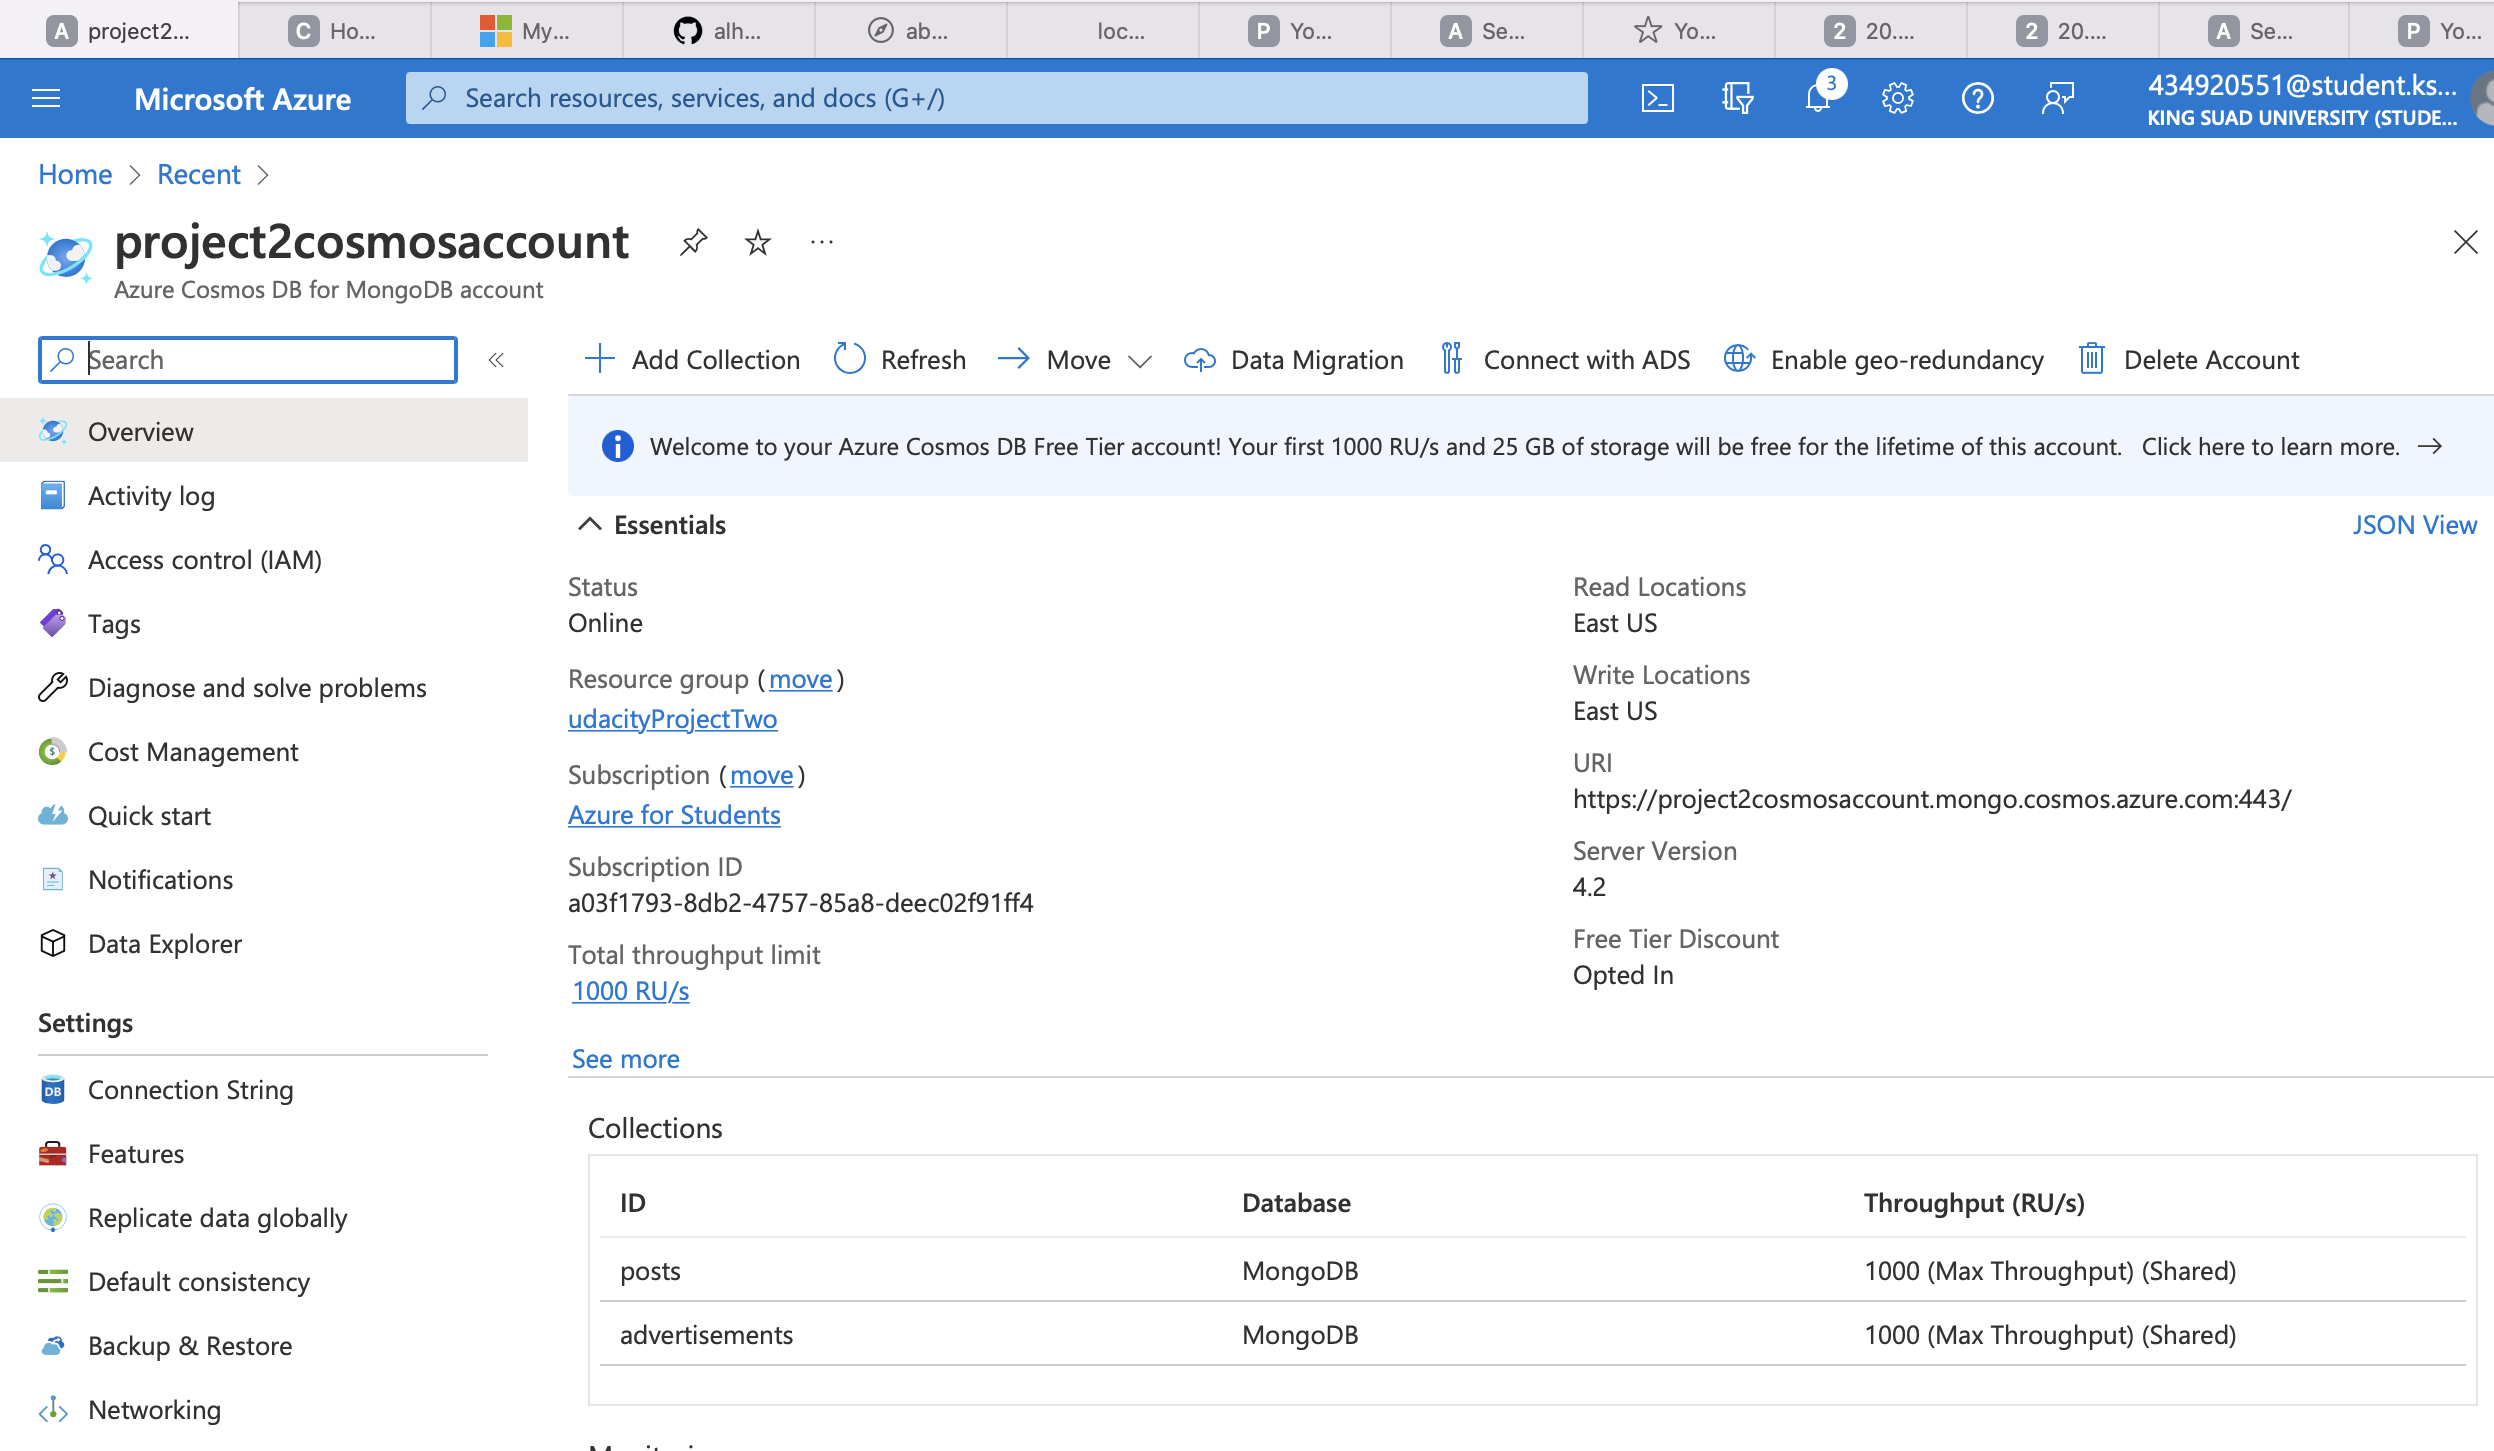 A project2...
C Ho...
My...
alh...
ab...
loc...
P Yo...
A Se...
Yo...
2 20....
2 20....
A Se...
P Yo...
Microsoft Azure
Search resources, services, and docs (G+/)
3
434920551@student.ks...
KING SUAD UNIVERSITY (STUDE...
Home > Recent >
project2cosmosaccount
Azure Cosmos DB for MongoDB account
Search
Add Collection
Refresh
Move
Data Migration
Connect with ADS
Enable geo-redundancy
Delete Account
Overview
Activity log
Access control (IAM)
Tags
Diagnose and solve problems
Cost Management
Quick start
Notifications
Data Explorer
Settings
DB Connection String
Features
Replicate data globally
Default consistency
Backup & Restore
Networking
Welcome to your Azure Cosmos DB Free Tier account! Your first 1000 RU/s and 25 GB of storage will be free for the lifetime of this account. Click here to learn more. →
Essentials
JSON View
Status
Online
Resource group (move)
udacityProjectTwo
Subscription (move)
Azure for Students
Subscription ID
a03f1793-8db2-4757-85a8-deec02f91ff4
Total throughput limit
1000 RU/s
See more
Read Locations
East US
Write Locations
East US
URI
https://project2cosmosaccount.mongo.cosmos.azure.com:443/
Server Version
4.2
Free Tier Discount
Opted In
Collections
ID Database Throughput (RU/s)
posts MongoDB 1000 (Max Throughput) (Shared)
advertisements MongoDB 1000 (Max Throughput) (Shared)